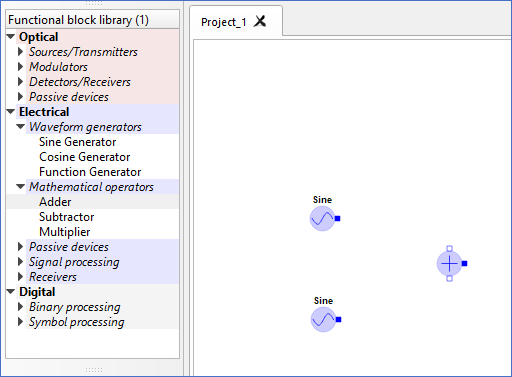 Functional block library (1)
Optical
Sources/Transmitters
Modulators
Detectors/Receivers
Passive devices
Electrical
Waveform generators
Sine Generator
Cosine Generator
Function Generator
Mathematical operators
Adder
Subtractor
Multiplier
Passive devices
Signal processing
Receivers
Digital
Binary processing
Symbol processing
Project_1
Sine
Sine